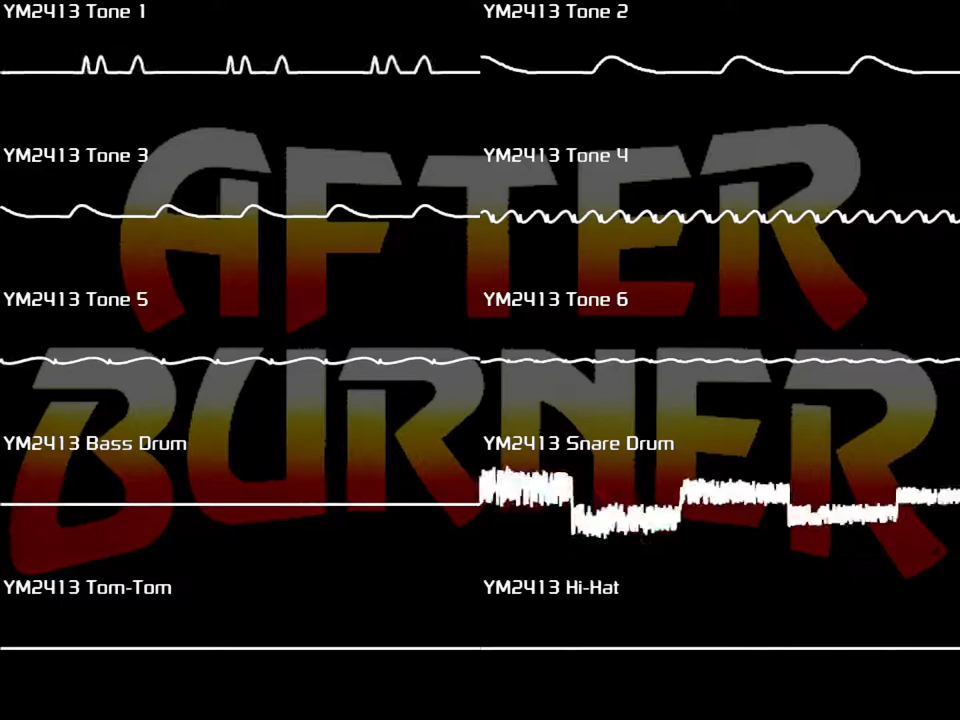 YM2413 Tone 1
YM2413 Tone 2
YM2413 Tone 3
YM2413 Tone 4
AFTER
YM2413 Tone 5
YM2413 Tone 6
BURNER
YM2413 Bass Drum
YM2413 Snare Drum
YM2413 Tom-Tom
YM2413 Hi-Hat